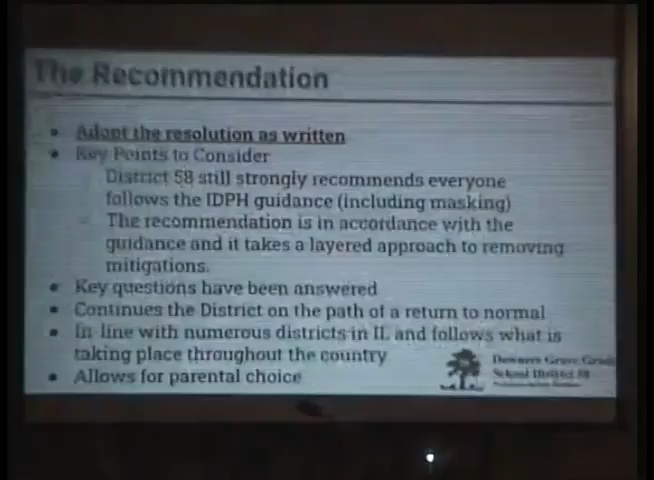 The Recommendation
• Adopt the resolution as written
• Key Points to Consider
District 58 still strongly recommends everyone
follows the IDPH guidance (including masking)
The recommendation is in accordance with the
guidance and it takes a layered approach to removing
mitigations.
• Key questions have been answered
• Continues the District on the path of a return to normal
• In-line with numerous districts in IL and follows what is
taking place throughout the country
• Allows for parental choice
Downers Grove Grade
School District 58